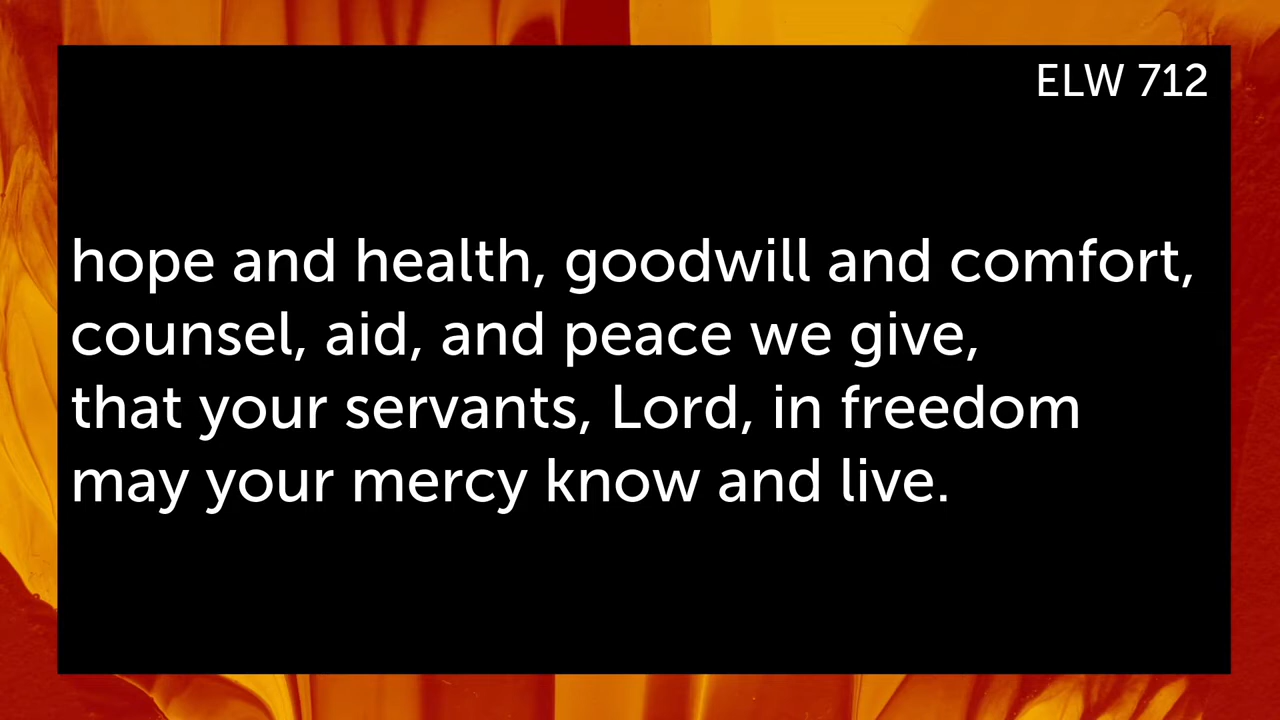 ELW 712
hope and health, goodwill and comfort,
counsel, aid, and peace we give,
that your servants, Lord, in freedom
may your mercy know and live.